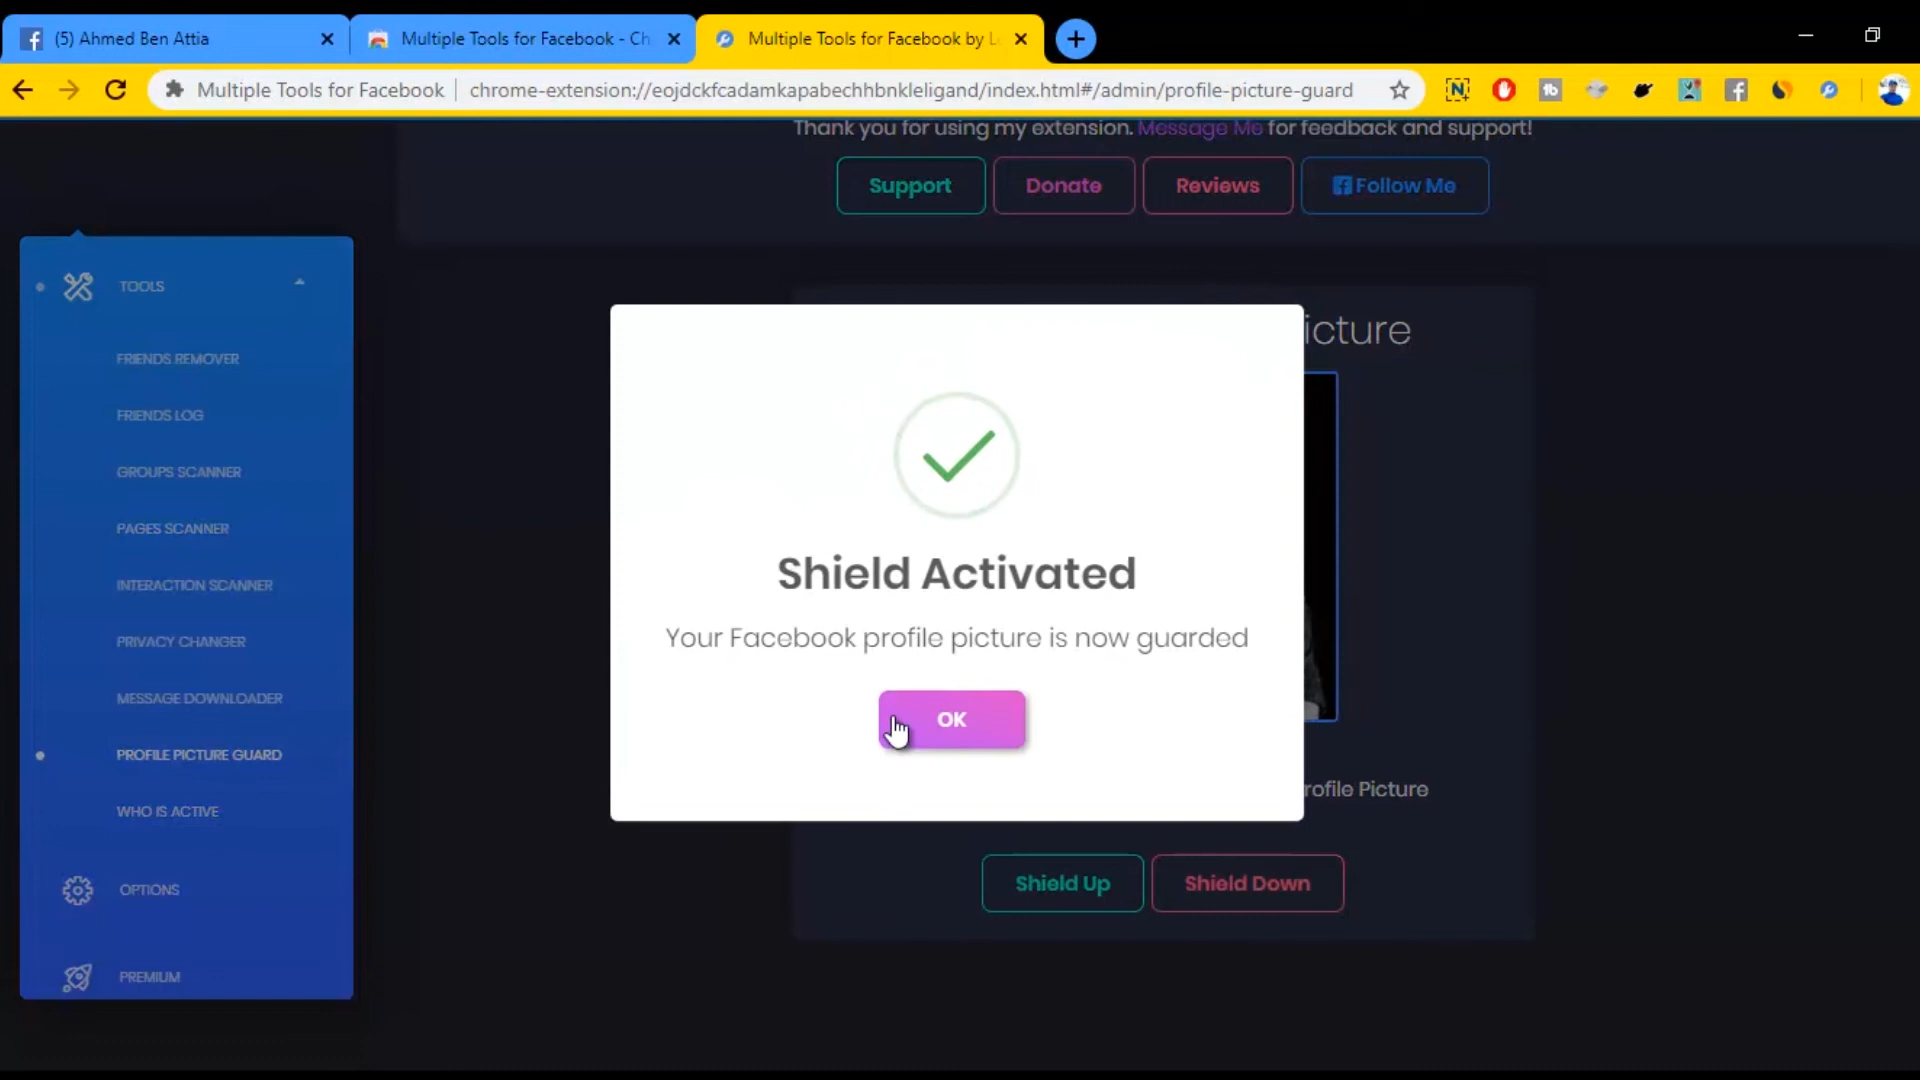 (5) Ahmed Ben Attia
Multiple Tools for Facebook - Ch
Multiple Tools for Facebook by L
Multiple Tools for Facebook
chrome-extension://eojdckfcadamkapabechhbnkleligand/index.html#/admin/profile-picture-guard
Thank you for using my extension. Message Me for feedback and support!
Support
Donate
Reviews
Follow Me
TOOLS
FRIENDS REMOVER
FRIENDS LOG
GROUPS SCANNER
PAGES SCANNER
INTERACTION SCANNER
PRIVACY CHANGER
MESSAGE DOWNLOADER
PROFILE PICTURE GUARD
WHO IS ACTIVE
OPTIONS
PREMIUM
icture
Shield Activated
Your Facebook profile picture is now guarded
OK
rofile Picture
Shield Up
Shield Down